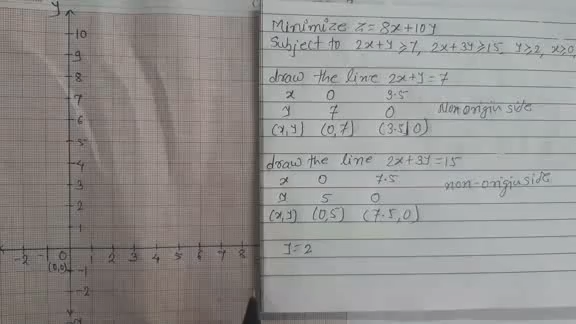 y
10
9
8
7
6
5
4
3
2
1
-2 -1 0 1 2 3 4 5 6 7 8
(0,0)
-1
-2
Minimize z = 8x+10y
Subject to 2x+y ≥ 7, 2x+3y ≥ 15 y ≥ 2, x ≥ 0,
draw the line 2x+y = 7
x 0 3.5
y 7 0 Non origin side
(x,y) (0,7) (3.5,0)
draw the line 2x+3y = 15
x 0 7.5 non-origin side
y 5 0
(x,y) (0,5) (7.5,0)
y = 2